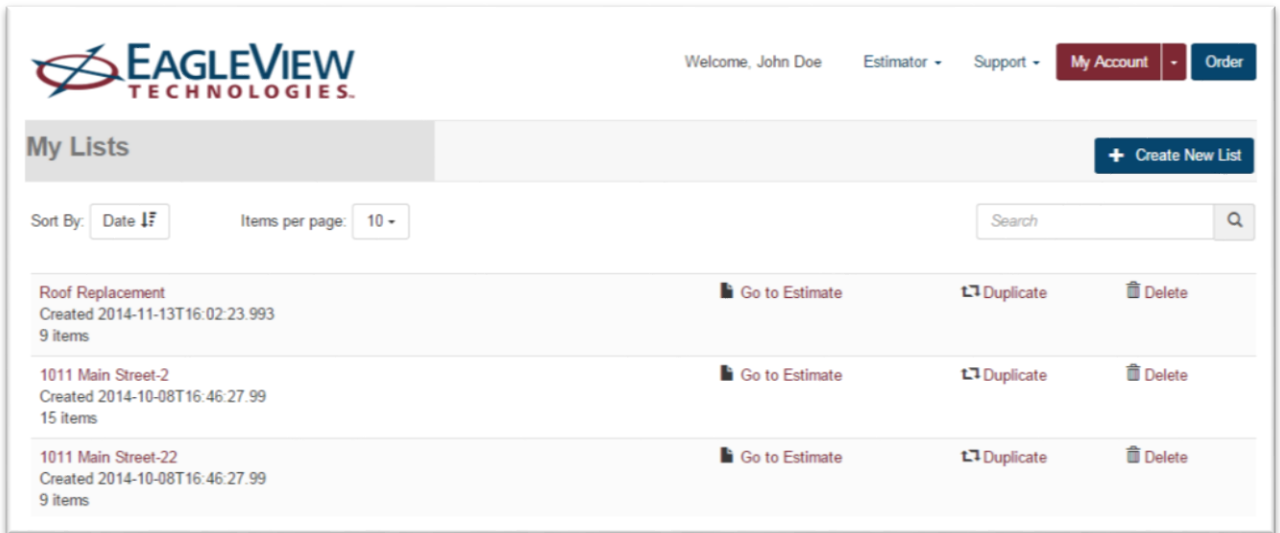 EAGLEVIEW
TECHNOLOGIES
Welcome, John Doe Estimator Support My Account Order
My Lists
Create New List
Sort By: Date Items per page: 10 Search
Roof Replacement Go to Estimate Duplicate Delete
Created 2014-11-13T16:02:23.993
9 items
1011 Main Street-2 Go to Estimate Duplicate Delete
Created 2014-10-08T16:46:27.99
15 items
1011 Main Street-22 Go to Estimate Duplicate Delete
Created 2014-10-08T16:46:27.99
9 items